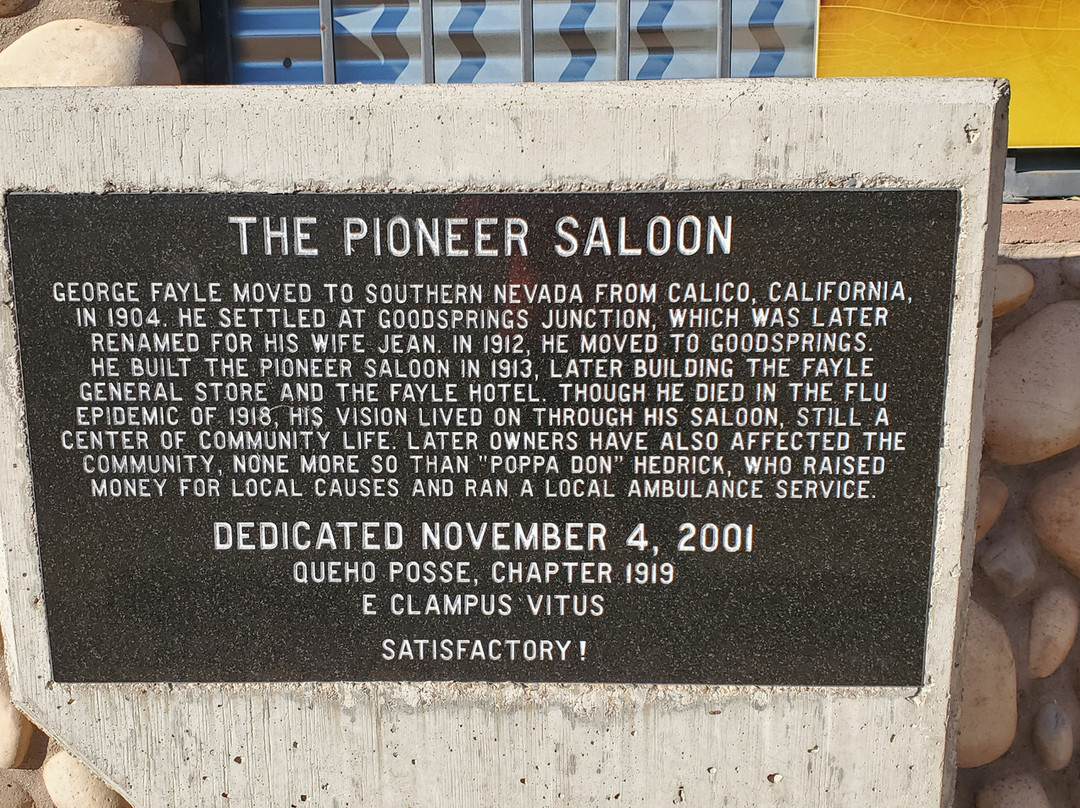 THE PIONEER SALOON
GEORGE FAYLE MOVED TO SOUTHERN NEVADA FROM CALICO, CALIFORNIA,
IN 1904. HE SETTLED AT GOODSPRINGS JUNCTION, WHICH WAS LATER
RENAMED FOR HIS WIFE JEAN. IN 1912, HE MOVED TO GOODSPRINGS.
HE BUILT THE PIONEER SALOON IN 1913, LATER BUILDING THE FAYLE
GENERAL STORE AND THE FAYLE HOTEL. THOUGH HE DIED IN THE FLU
EPIDEMIC OF 1918, HIS VISION LIVED ON THROUGH HIS SALOON, STILL A
CENTER OF COMMUNITY LIFE. LATER OWNERS HAVE ALSO AFFECTED THE
COMMUNITY, NONE MORE SO THAN "POPPA DON" HEDRICK, WHO RAISED
MONEY FOR LOCAL CAUSES AND RAN A LOCAL AMBULANCE SERVICE.
DEDICATED NOVEMBER 4, 2001
QUEHO POSSE, CHAPTER 1919
E CLAMPUS VITUS
SATISFACTORY!